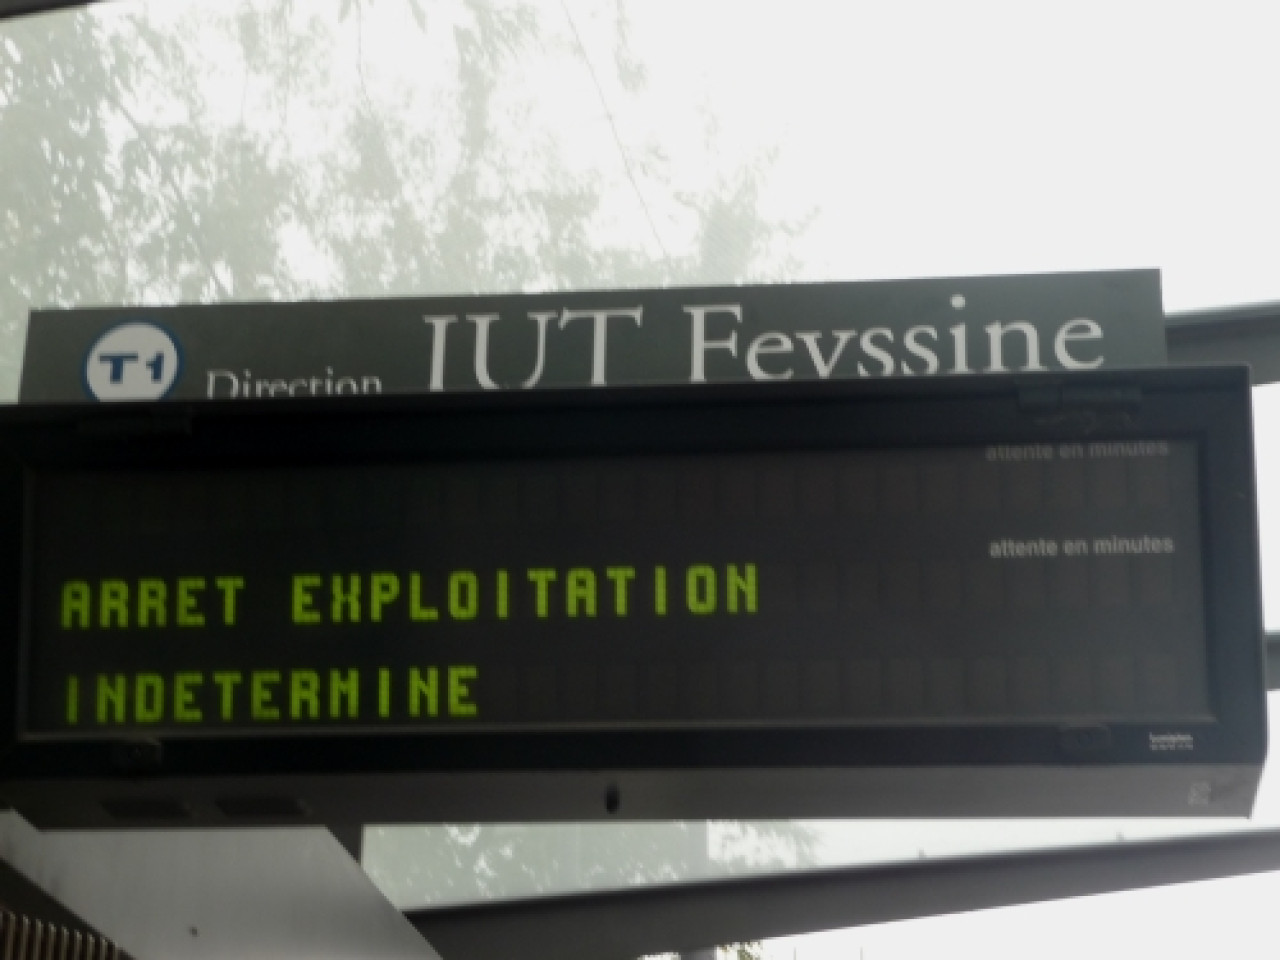 T1 Direction IUT Feyssine
attente en minutes
attente en minutes
ARRET EXPLOITATION
INDETERMINE